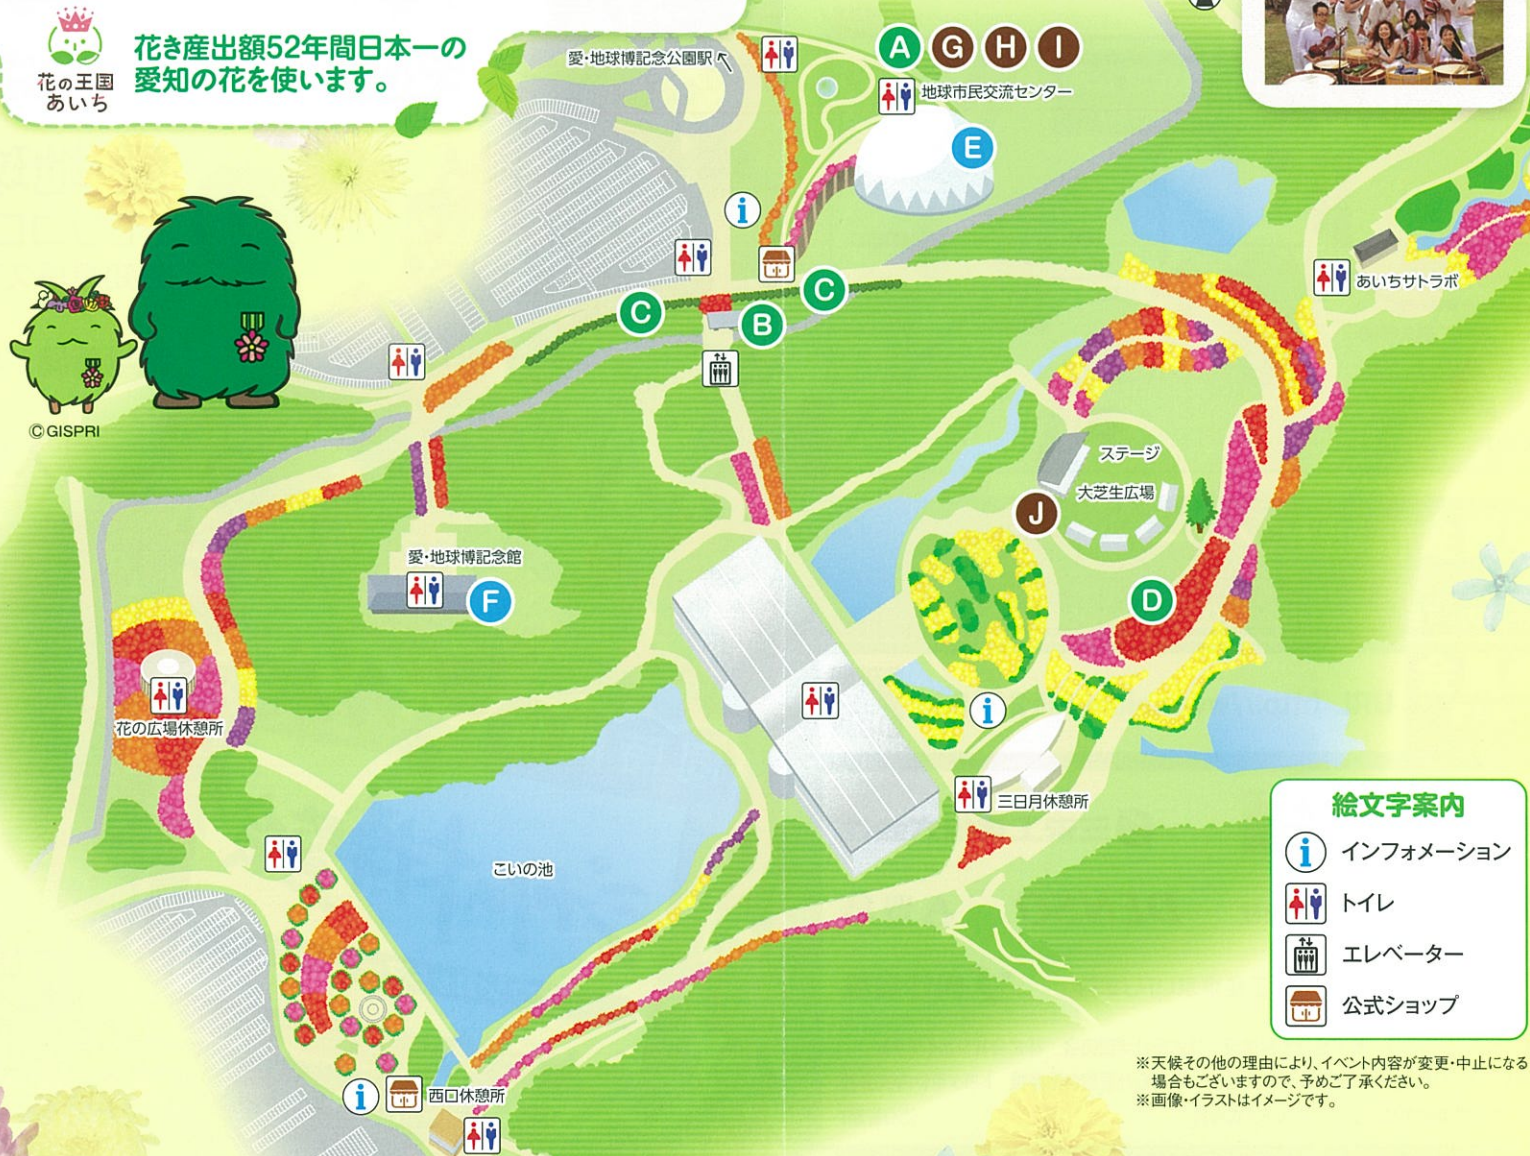 花の王国
あいち
花き産出額52年間日本一の
愛知の花を使います。
愛・地球博記念公園駅
A G H I
地球市民交流センター
E
i
C
C
B
あいちサトラボ
©GISPRI
ステージ
大芝生広場
J
愛・地球博記念館
F
D
花の広場休憩所
i
三日月休憩所
こいの池
i
西口休憩所
絵文字案内
i インフォメーション
トイレ
エレベーター
公式ショップ
※天候その他の理由により、イベント内容が変更・中止になる
場合もございますので、予めご了承ください。
※画像・イラストはイメージです。